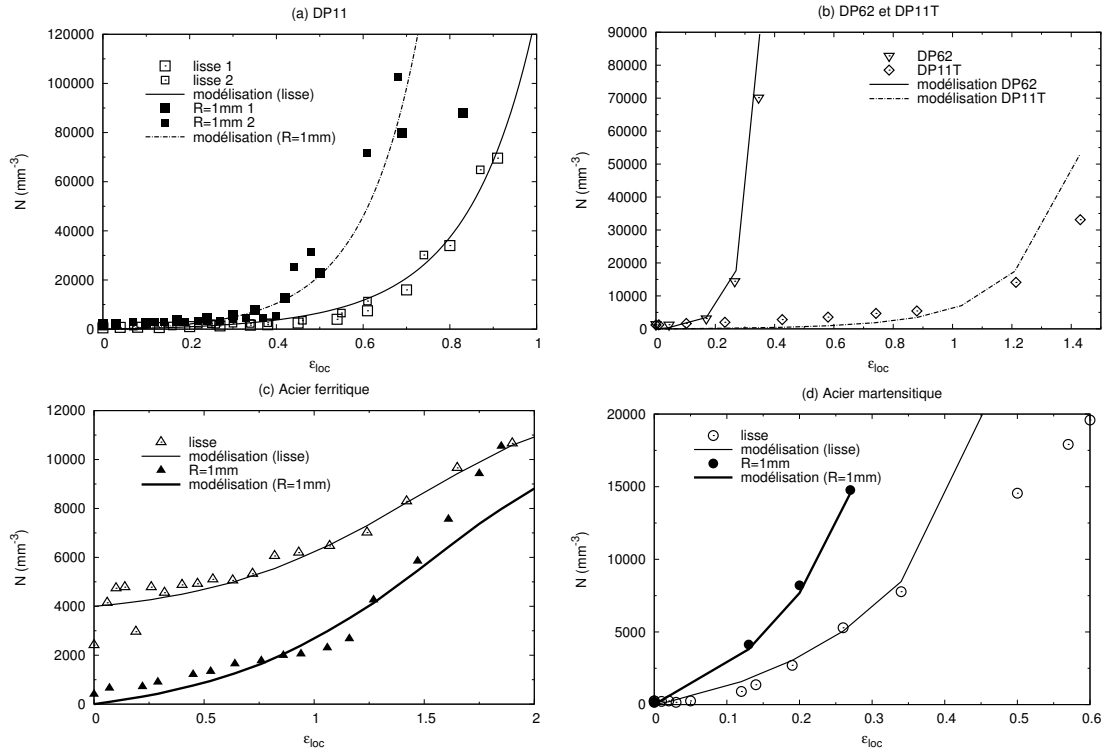 (a) DP11
N (mm⁻³)
120000
100000
80000
60000
40000
20000
0
0
0.2
0.4
0.6
0.8
1
εloc
lisse 1
lisse 2
modélisation (lisse)
R=1mm 1
R=1mm 2
modélisation (R=1mm)
(b) DP62 et DP11T
N (mm⁻³)
90000
80000
70000
60000
50000
40000
30000
20000
10000
0
0
0.2
0.4
0.6
0.8
1
1.2
1.4
εloc
DP62
DP11T
modélisation DP62
modélisation DP11T
(c) Acier ferritique
N (mm⁻³)
12000
10000
8000
6000
4000
2000
0
0
0.5
1
1.5
2
εloc
lisse
modélisation (lisse)
R=1mm
modélisation (R=1mm)
(d) Acier martensitique
N (mm⁻³)
20000
15000
10000
5000
0
0
0.1
0.2
0.3
0.4
0.5
0.6
εloc
lisse
modélisation (lisse)
R=1mm
modélisation (R=1mm)